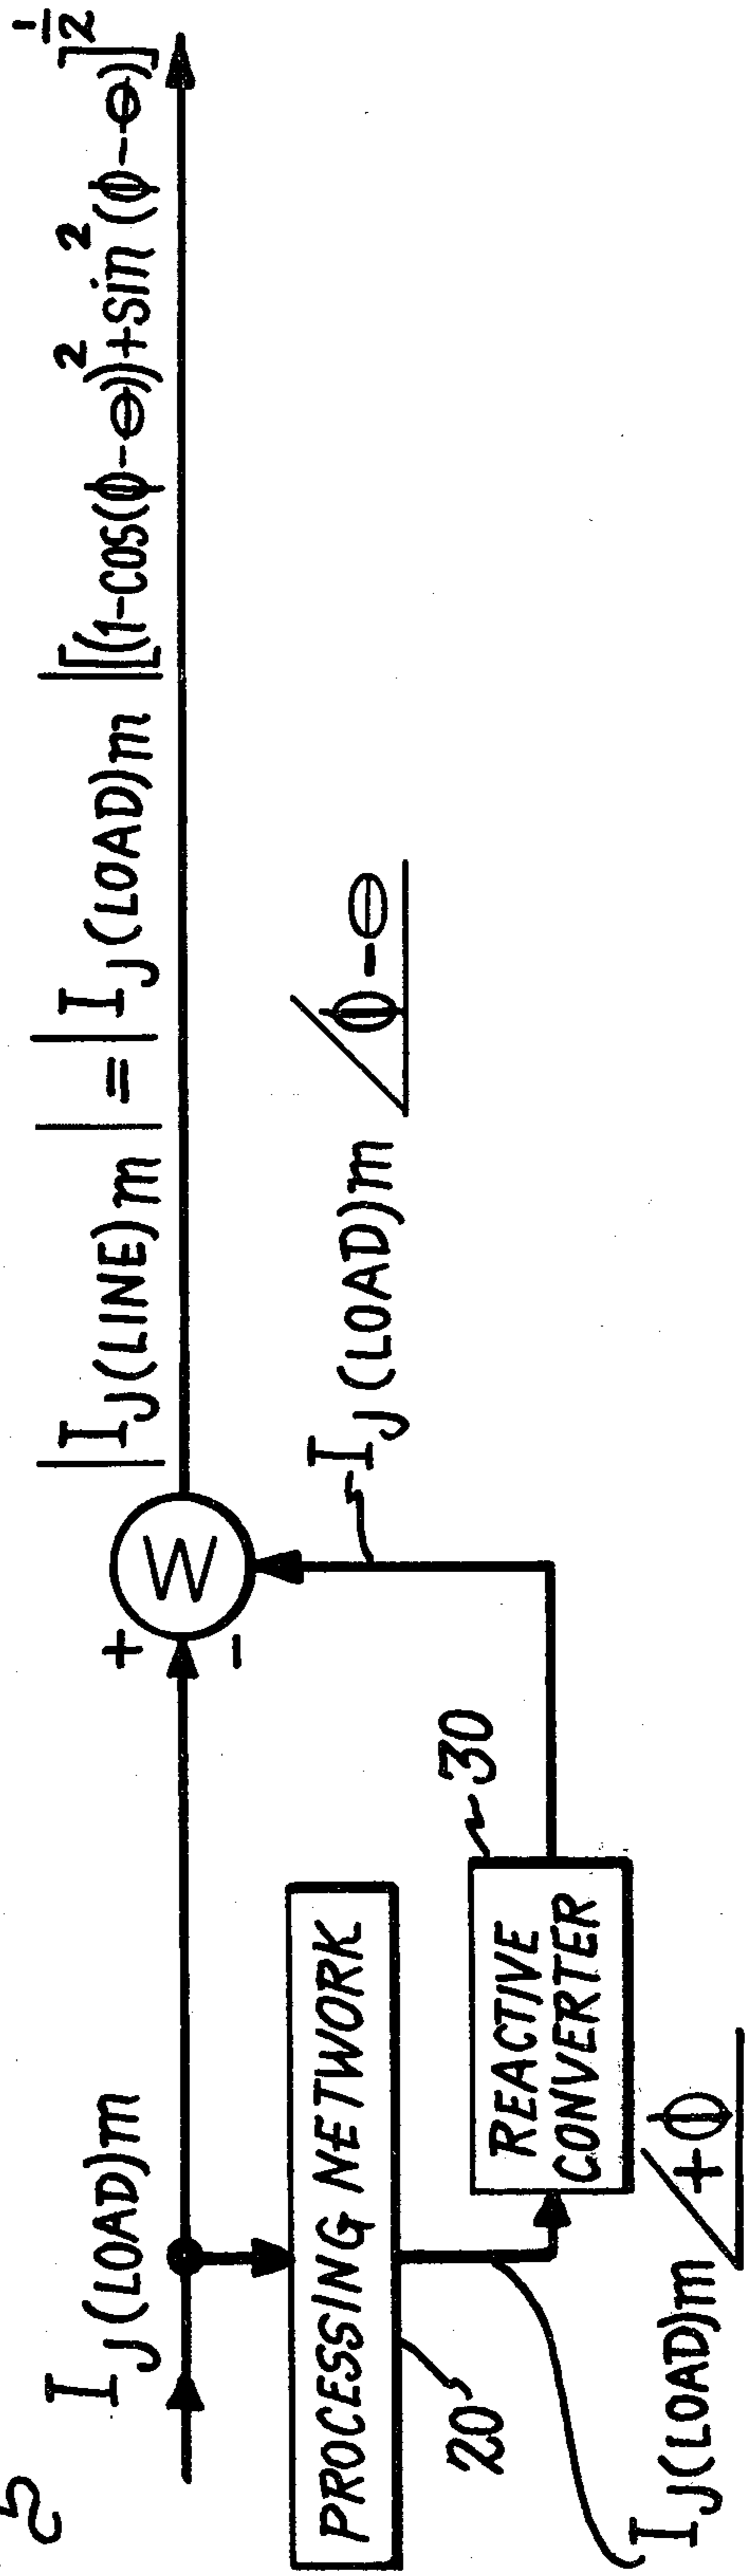 5
I_J(LOAD)m
|I_J(LINE)m| = |I_J(LOAD)m|[(1-COS(ϕ-θ))²+sin²(ϕ-θ)]^½
+
-
W
I_J(LOAD)m ∠ϕ-θ
PROCESSING NETWORK
20
30
REACTIVE
CONVERTER
I_J(LOAD)m ∠+ϕ